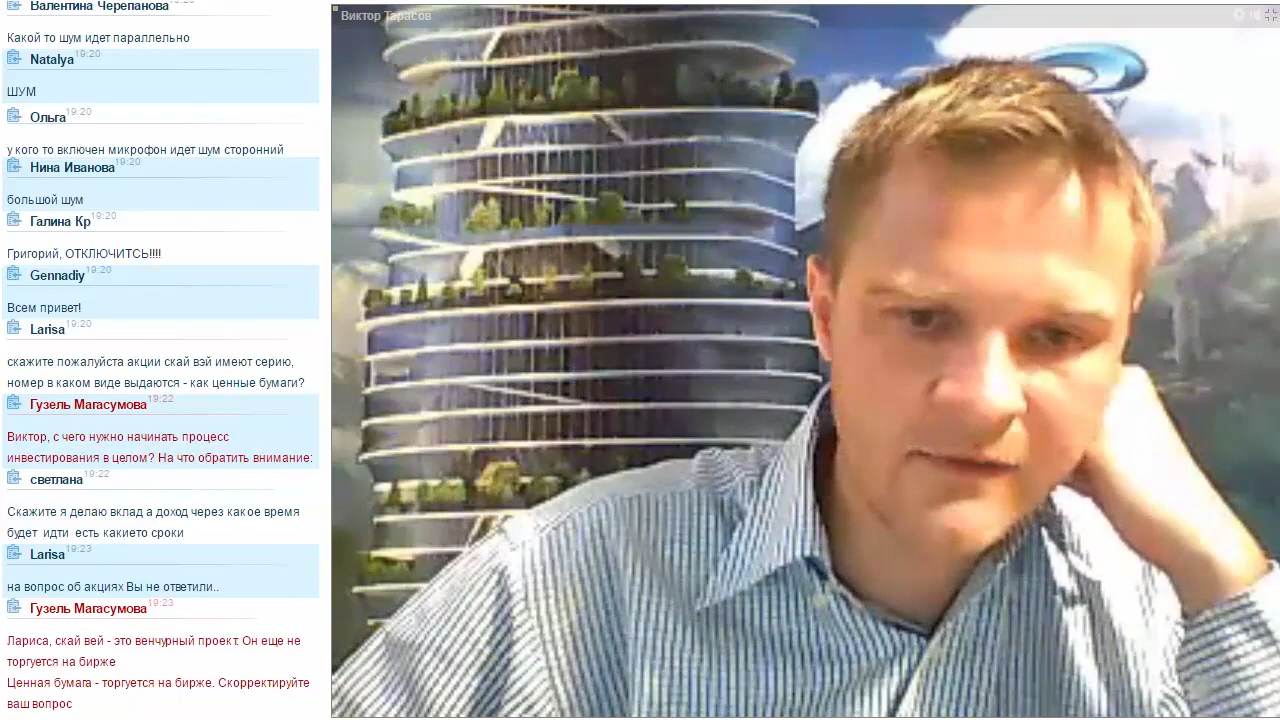 Валентина Черепанова
Какой то шум идет параллельно
Natalya 19:20
ШУМ
Ольга 19:20
у кого то включен микрофон идет шум сторонний
Нина Иванова 19:20
большой шум
Галина Кр 19:20
Григорий, ОТКЛЮЧИТСЬ!!!!
Gennadiy 19:20
Всем привет!
Larisa 19:20
скажите пожалуйста акции скай вэй имеют серию,
номер в каком виде выдаются - как ценные бумаги?
Гузель Магасумова 19:22
Виктор, с чего нужно начинать процесс
инвестирования в целом? На что обратить внимание:
светлана 19:22
Скажите я делаю вклад а доход через какое время
будет идти есть какието сроки
Larisa 19:23
на вопрос об акциях Вы не ответили..
Гузель Магасумова 19:23
Лариса, скай вей - это венчурный проект. Он еще не
торгуется на бирже
Ценная бумага - торгуется на бирже. Скорректируйте
ваш вопрос
Виктор Тарасов